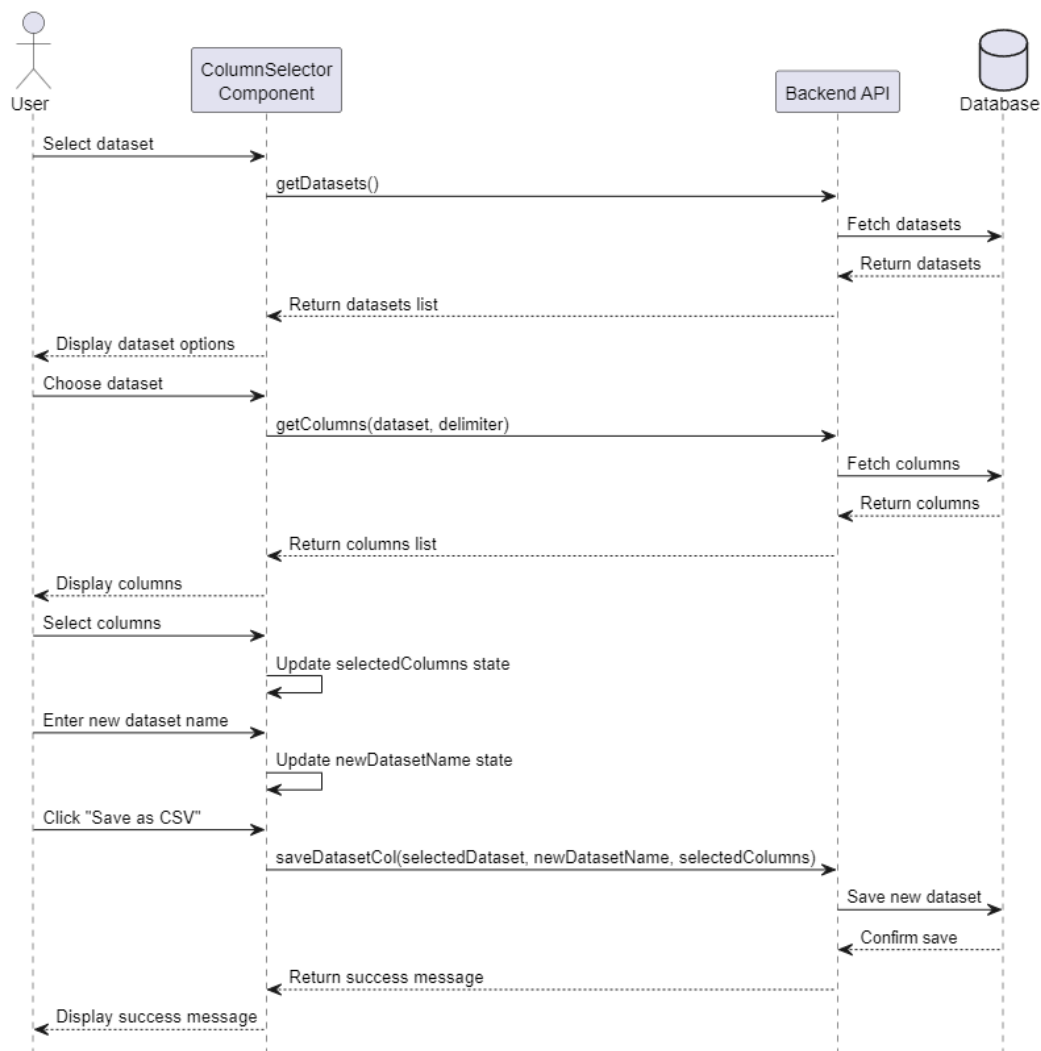 User
ColumnSelector
Component
Backend API
Database
Select dataset
getDatasets()
Fetch datasets
Return datasets
Return datasets list
Display dataset options
Choose dataset
getColumns(dataset, delimiter)
Fetch columns
Return columns
Return columns list
Display columns
Select columns
Update selectedColumns state
Enter new dataset name
Update newDatasetName state
Click "Save as CSV"
saveDatasetCol(selectedDataset, newDatasetName, selectedColumns)
Save new dataset
Confirm save
Return success message
Display success message